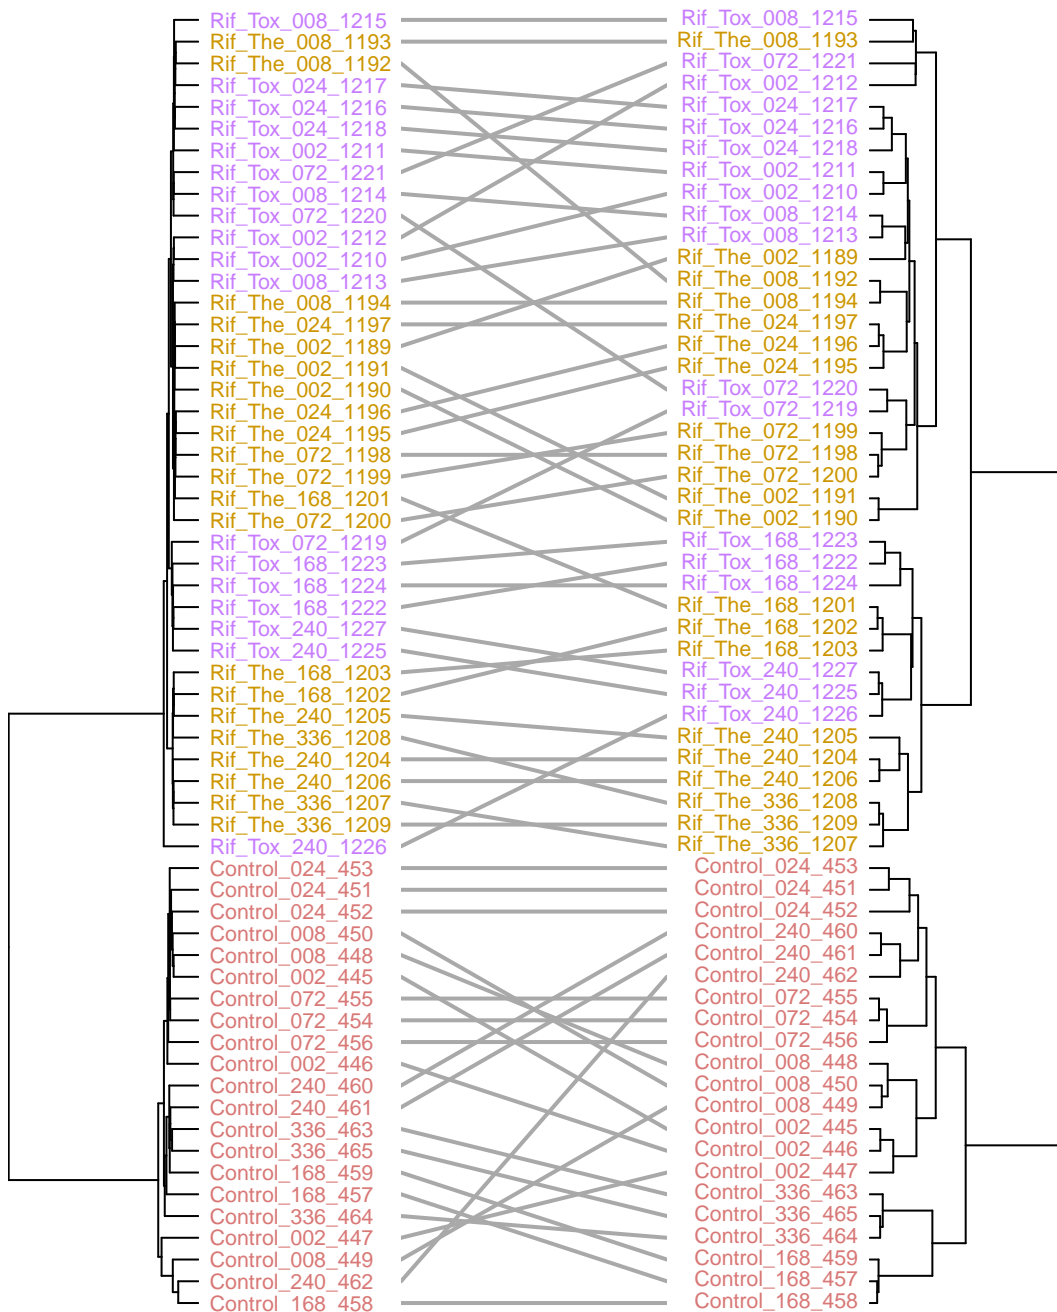 Rif_Tox_008_1215 Rif_Tox_008_1215
Rif_The_008_1193 Rif_The_008_1193
Rif_The_008_1192 Rif_Tox_072_1221
Rif_Tox_024_1217 Rif_Tox_002_1212
Rif_Tox_024_1216 Rif_Tox_024_1217
Rif_Tox_024_1218 Rif_Tox_024_1216
Rif_Tox_002_1211 Rif_Tox_024_1218
Rif_Tox_072_1221 Rif_Tox_002_1211
Rif_Tox_008_1214 Rif_Tox_002_1210
Rif_Tox_072_1220 Rif_Tox_008_1214
Rif_Tox_002_1212 Rif_Tox_008_1213
Rif_Tox_002_1210 Rif_The_002_1189
Rif_Tox_008_1213 Rif_The_008_1192
Rif_The_008_1194 Rif_The_008_1194
Rif_The_024_1197 Rif_The_024_1197
Rif_The_002_1189 Rif_The_024_1196
Rif_The_002_1191 Rif_The_024_1195
Rif_The_002_1190 Rif_Tox_072_1220
Rif_The_024_1196 Rif_Tox_072_1219
Rif_The_024_1195 Rif_The_072_1199
Rif_The_072_1198 Rif_The_072_1198
Rif_The_072_1199 Rif_The_072_1200
Rif_The_168_1201 Rif_The_002_1191
Rif_The_072_1200 Rif_The_002_1190
Rif_Tox_072_1219 Rif_Tox_168_1223
Rif_Tox_168_1223 Rif_Tox_168_1222
Rif_Tox_168_1224 Rif_Tox_168_1224
Rif_Tox_168_1222 Rif_The_168_1201
Rif_Tox_240_1227 Rif_The_168_1202
Rif_Tox_240_1225 Rif_The_168_1203
Rif_The_168_1203 Rif_Tox_240_1227
Rif_The_168_1202 Rif_Tox_240_1225
Rif_The_240_1205 Rif_Tox_240_1226
Rif_The_336_1208 Rif_The_240_1205
Rif_The_240_1204 Rif_The_240_1204
Rif_The_240_1206 Rif_The_240_1206
Rif_The_336_1207 Rif_The_336_1208
Rif_The_336_1209 Rif_The_336_1209
Rif_Tox_240_1226 Rif_The_336_1207
Control_024_453 Control_024_453
Control_024_451 Control_024_451
Control_024_452 Control_024_452
Control_008_450 Control_240_460
Control_008_448 Control_240_461
Control_002_445 Control_240_462
Control_072_455 Control_072_455
Control_072_454 Control_072_454
Control_072_456 Control_072_456
Control_002_446 Control_008_448
Control_240_460 Control_008_450
Control_240_461 Control_008_449
Control_336_463 Control_002_445
Control_336_465 Control_002_446
Control_168_459 Control_002_447
Control_168_457 Control_336_463
Control_336_464 Control_336_465
Control_002_447 Control_336_464
Control_008_449 Control_168_459
Control_240_462 Control_168_457
Control_168_458 Control_168_458